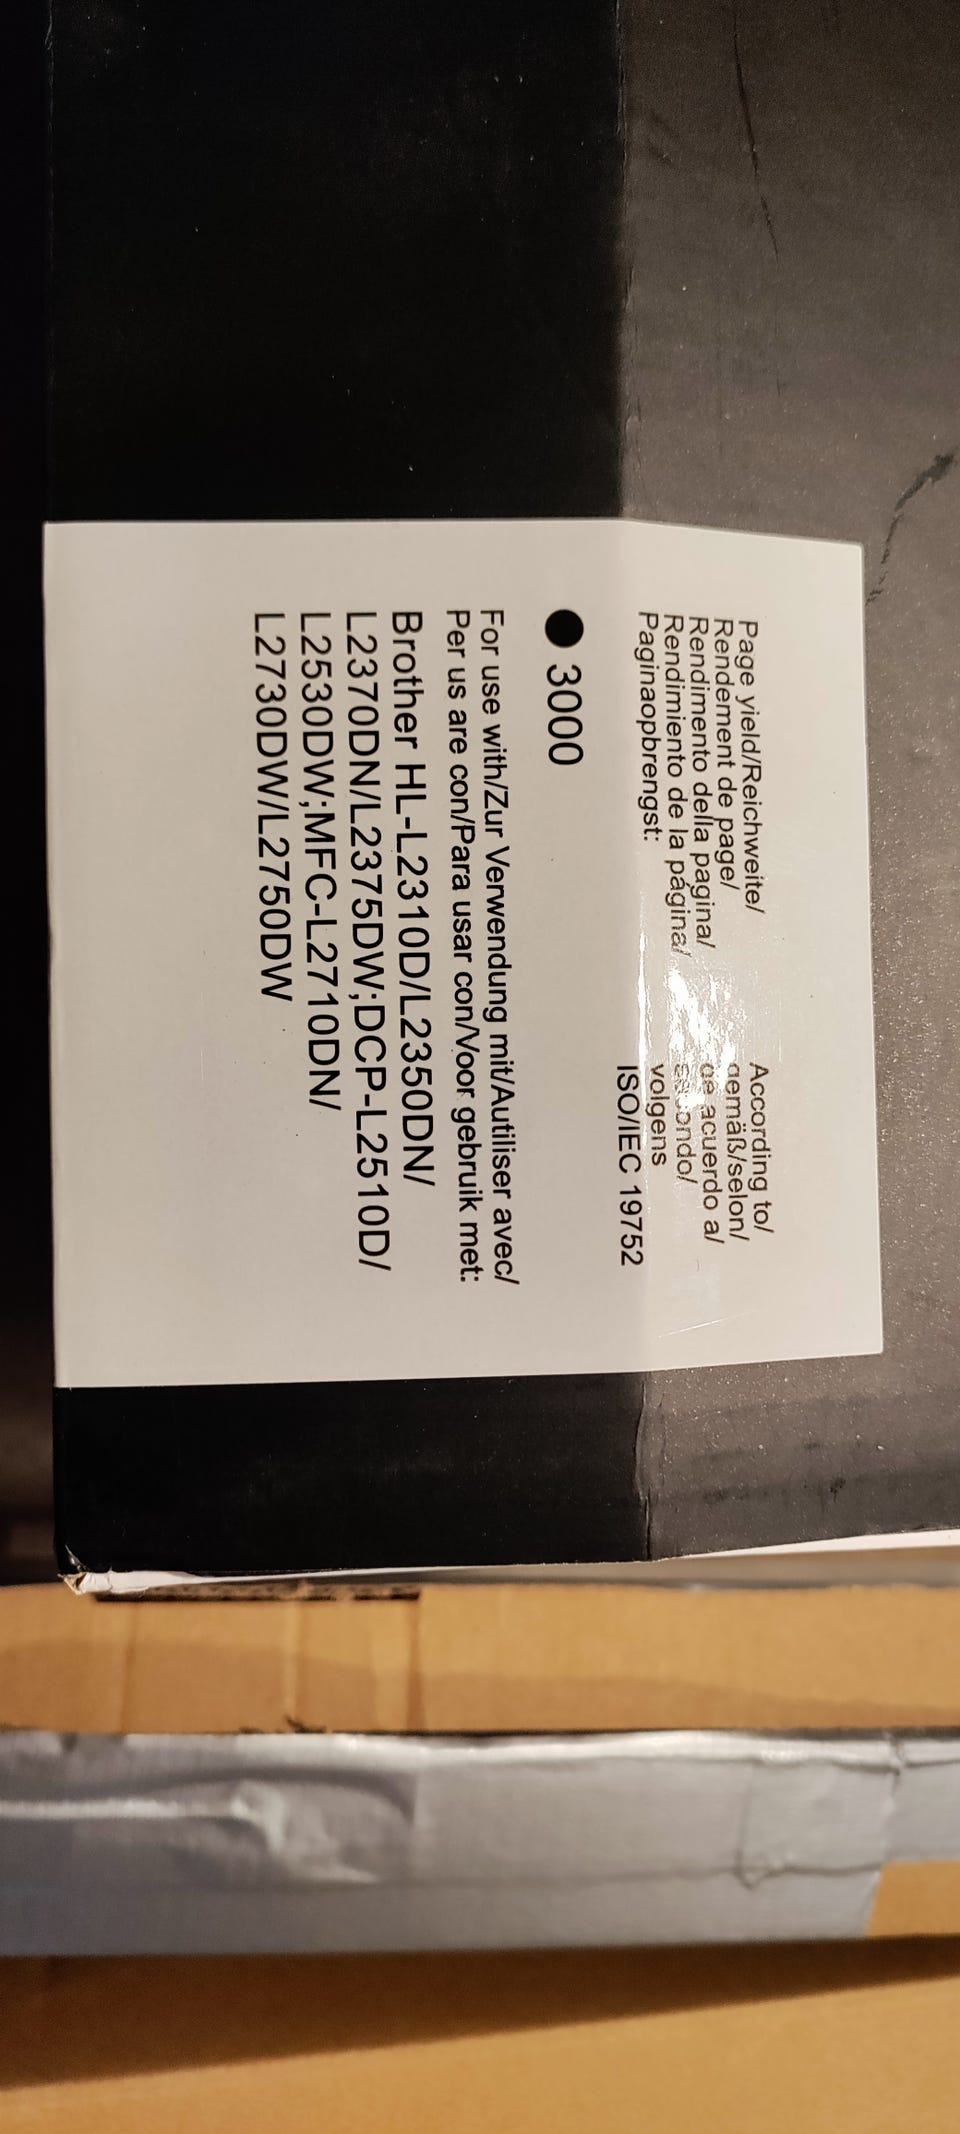 Page yield/Reichweite/
Rendement de page/
Rendimento della pagina/
Rendimiento de la página/
Paginaopbrengst:
According to/
gemäß/selon/
de acuerdo a/
secondo/
volgens
ISO/IEC 19752
● 3000
For use with/Zur Verwendung mit/Autiliser avec/
Per us are con/Para usar con/Voor gebruik met:
Brother HL-L2310D/L2350DN/
L2370DN/L2375DW;DCP-L2510D/
L2530DW;MFC-L2710DN/
L2730DW/L2750DW